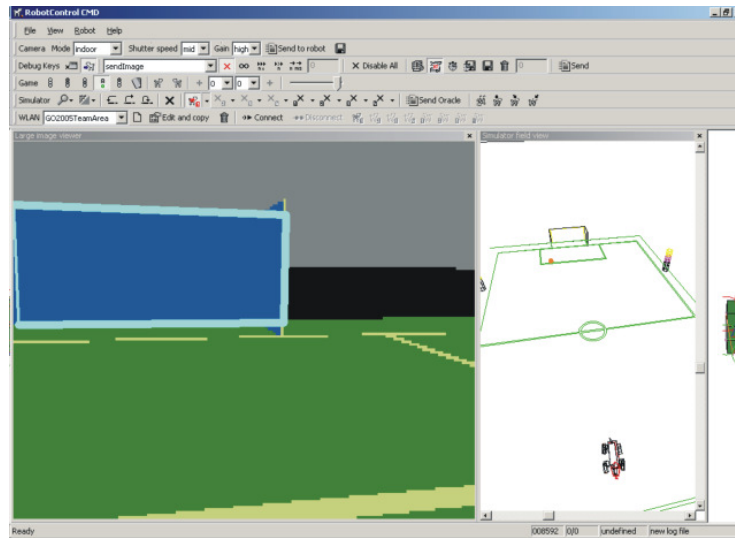 RobotControl CMD
File View Robot Help
Camera Mode indoor Shutter speed mid Gain high Send to robot
Debug Keys sendImage 0 Disable All 0 Send
Game + 0 0 +
Simulator Send Oracle
WLAN GO2005TeamArea Edit and copy Connect Disconnect
Large image viewer
Simulator field view
Ready 008592 0/0 undefined new log file